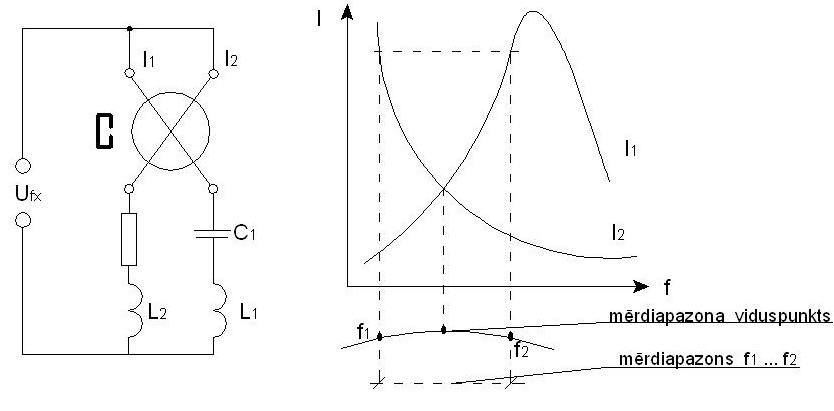 I1
I2
Ufx
C1
L2
L1
I
I1
I2
f
mērdiapazona viduspunkts
f1
f2
mērdiapazons f1 ... f2